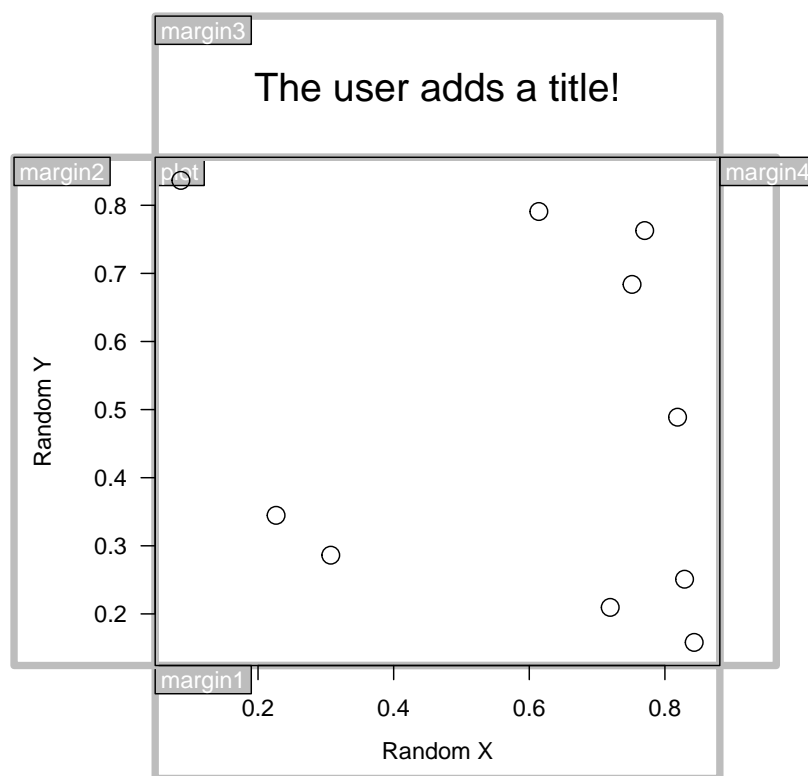 margin3
The user adds a title!
margin2
plot
margin4
0.8
0.7
0.6
0.5
0.4
0.3
0.2
Random Y
margin1
0.2 0.4 0.6 0.8
Random X